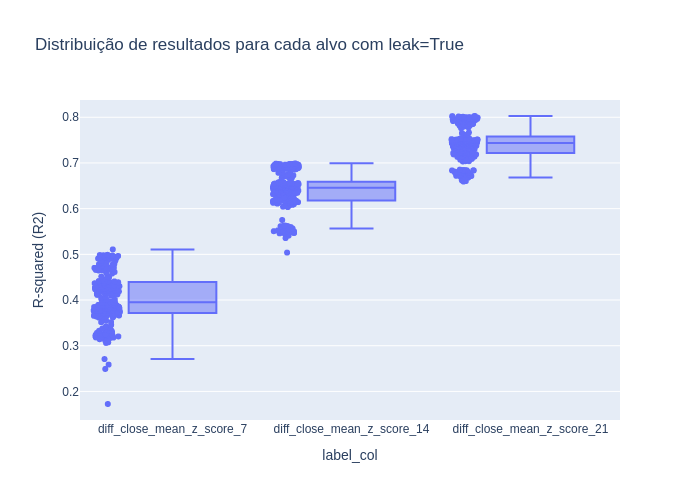 Distribuição de resultados para cada alvo com leak=True
0.8
0.7
0.6
0.5
0.4
0.3
0.2
R-squared (R2)
diff_close_mean_z_score_7
diff_close_mean_z_score_14
diff_close_mean_z_score_21
label_col